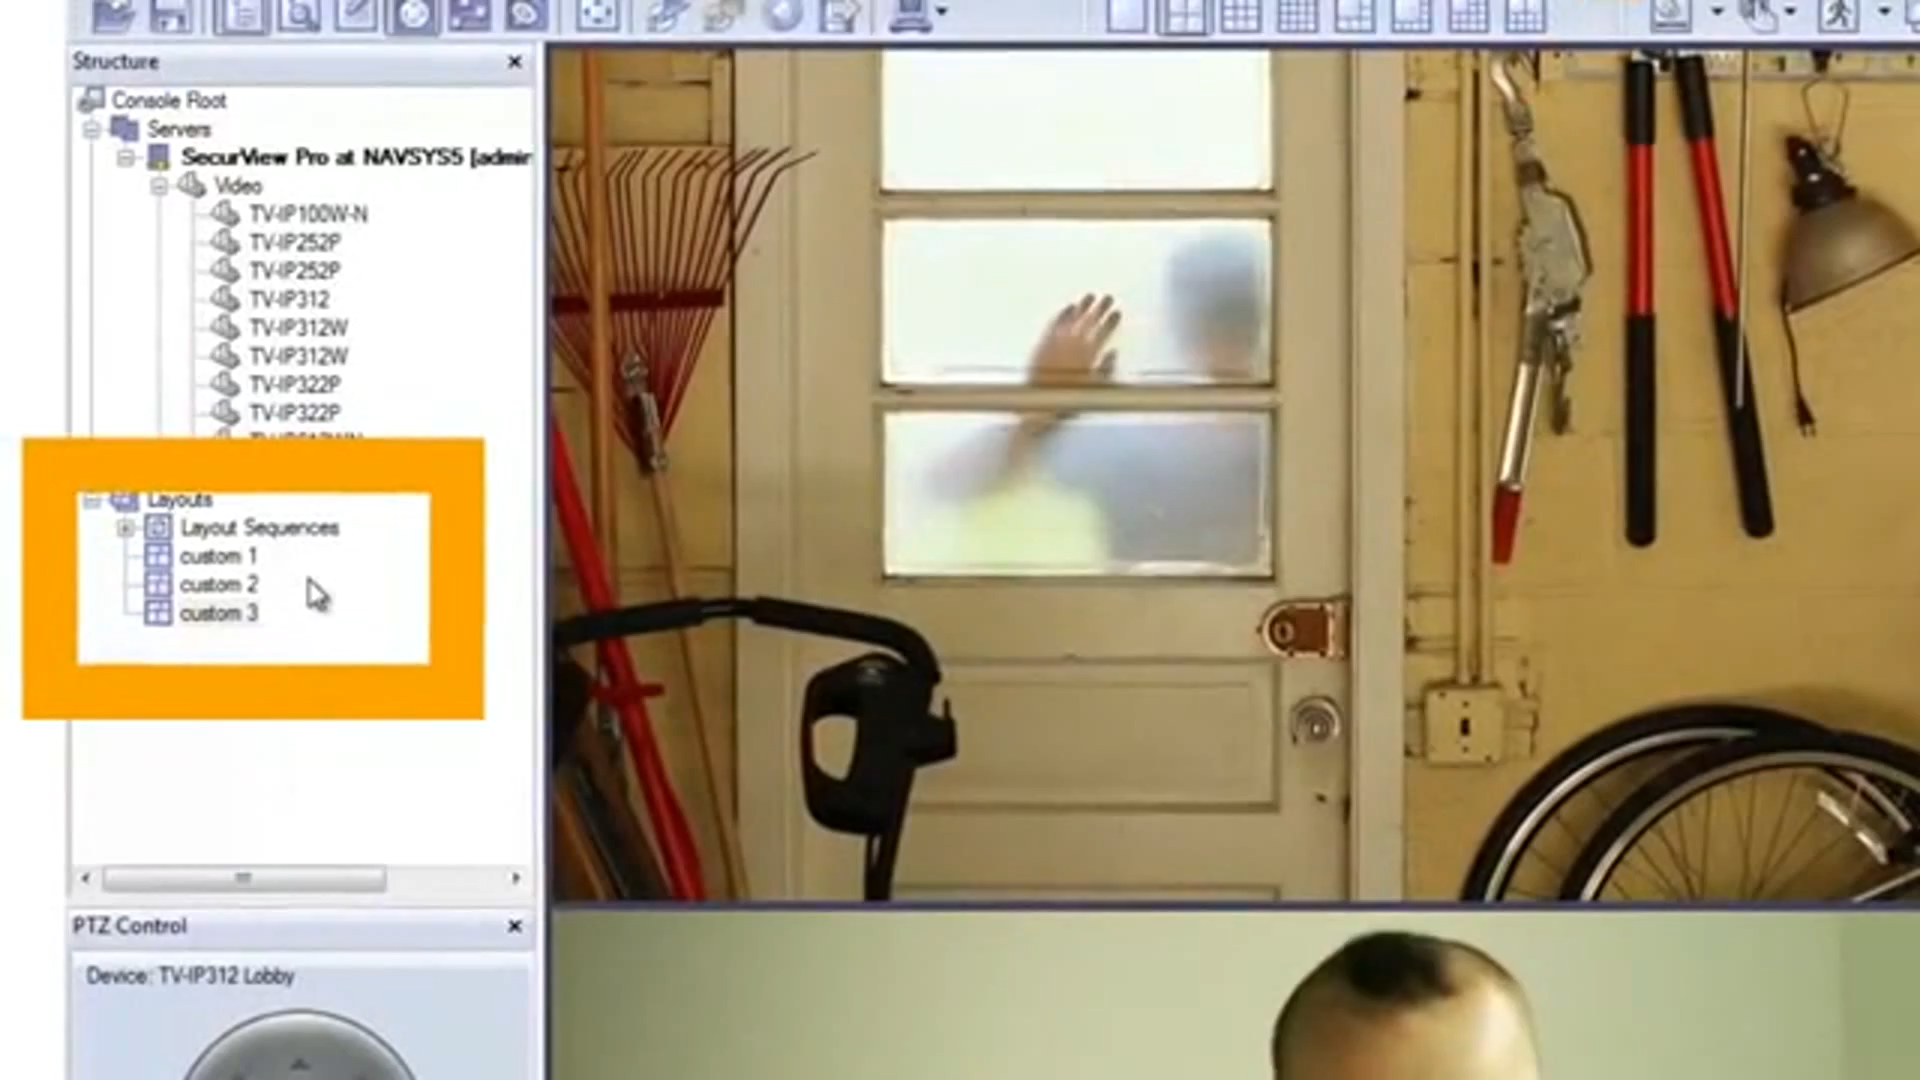 Structure
Console Root
Servers
SecurView Pro at NAVSYS5 [admin
Video
TV-IP100W-N
TV-IP252P
TV-IP252P
TV-IP312
TV-IP312W
TV-IP312W
TV-IP322P
TV-IP322P
Layouts
Layout Sequences
custom 1
custom 2
custom 3
PTZ Control
Device: TV-IP312 Lobby